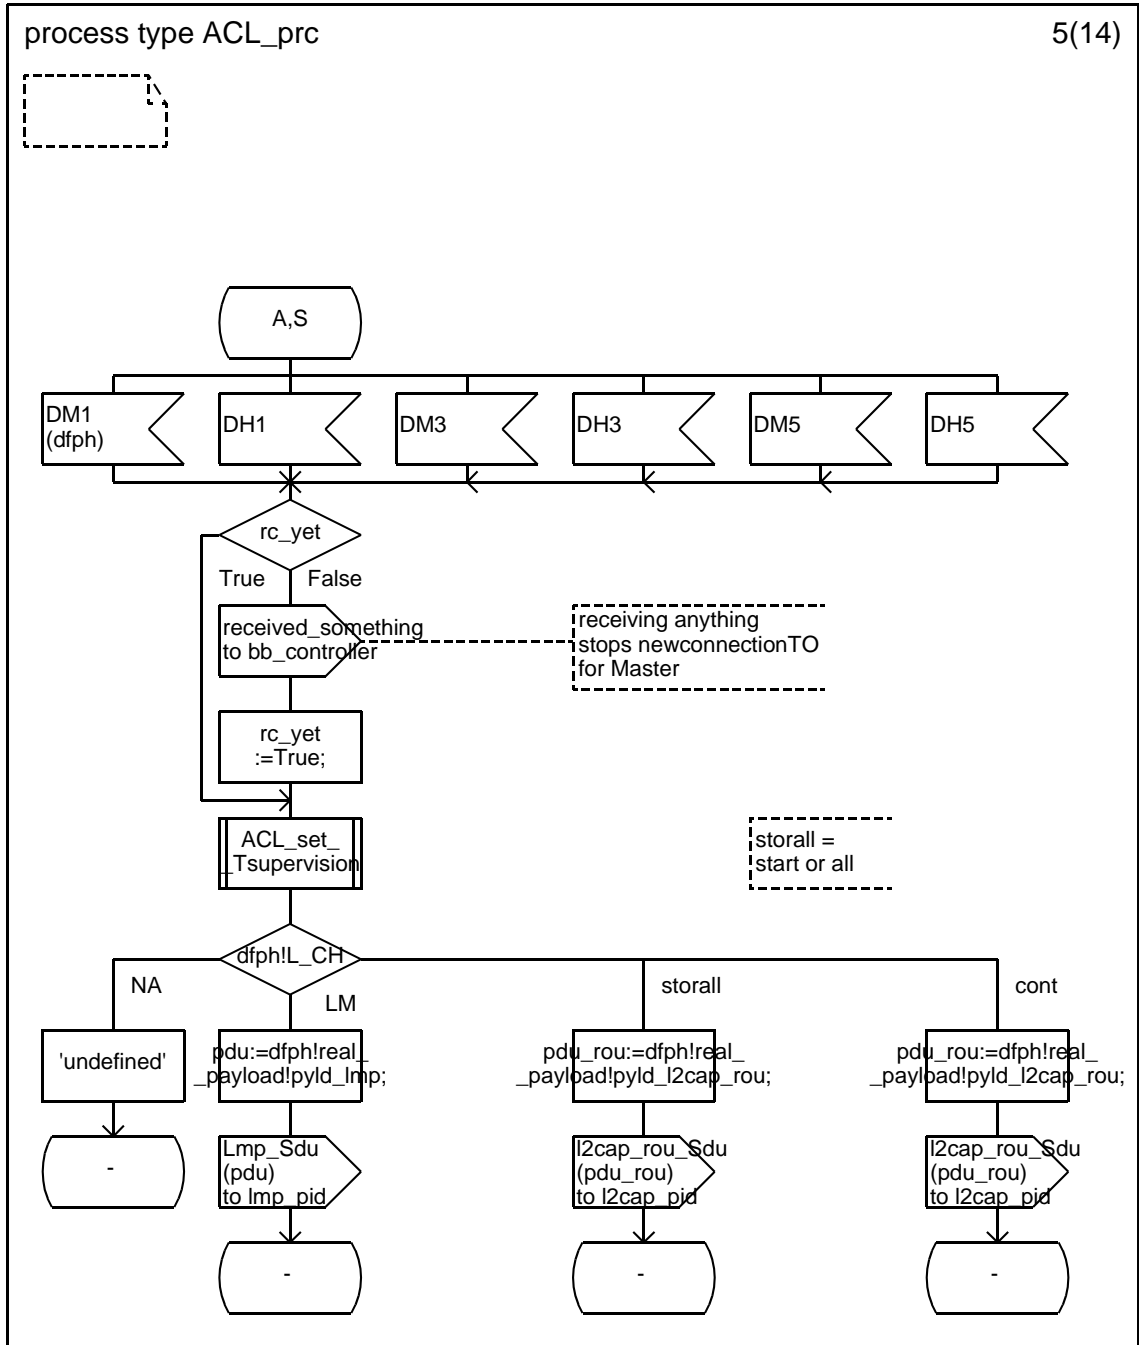 process type ACL_prc
5(14)
A,S
DM1
(dfph)
DH1
DM3
DH3
DM5
DH5
rc_yet
True
False
received_something
to bb_controller
receiving anything
stops newconnectionTO
for Master
rc_yet
:=True;
ACL_set_
_Tsupervision
storall =
start or all
dfph!L_CH
NA
LM
storall
cont
'undefined'
pdu:=dfph!real_
_payload!pyld_lmp;
pdu_rou:=dfph!real_
_payload!pyld_l2cap_rou;
pdu_rou:=dfph!real_
_payload!pyld_l2cap_rou;
-
Lmp_Sdu
(pdu)
to lmp_pid
l2cap_rou_Sdu
(pdu_rou)
to l2cap_pid
l2cap_rou_Sdu
(pdu_rou)
to l2cap_pid
-
-
-